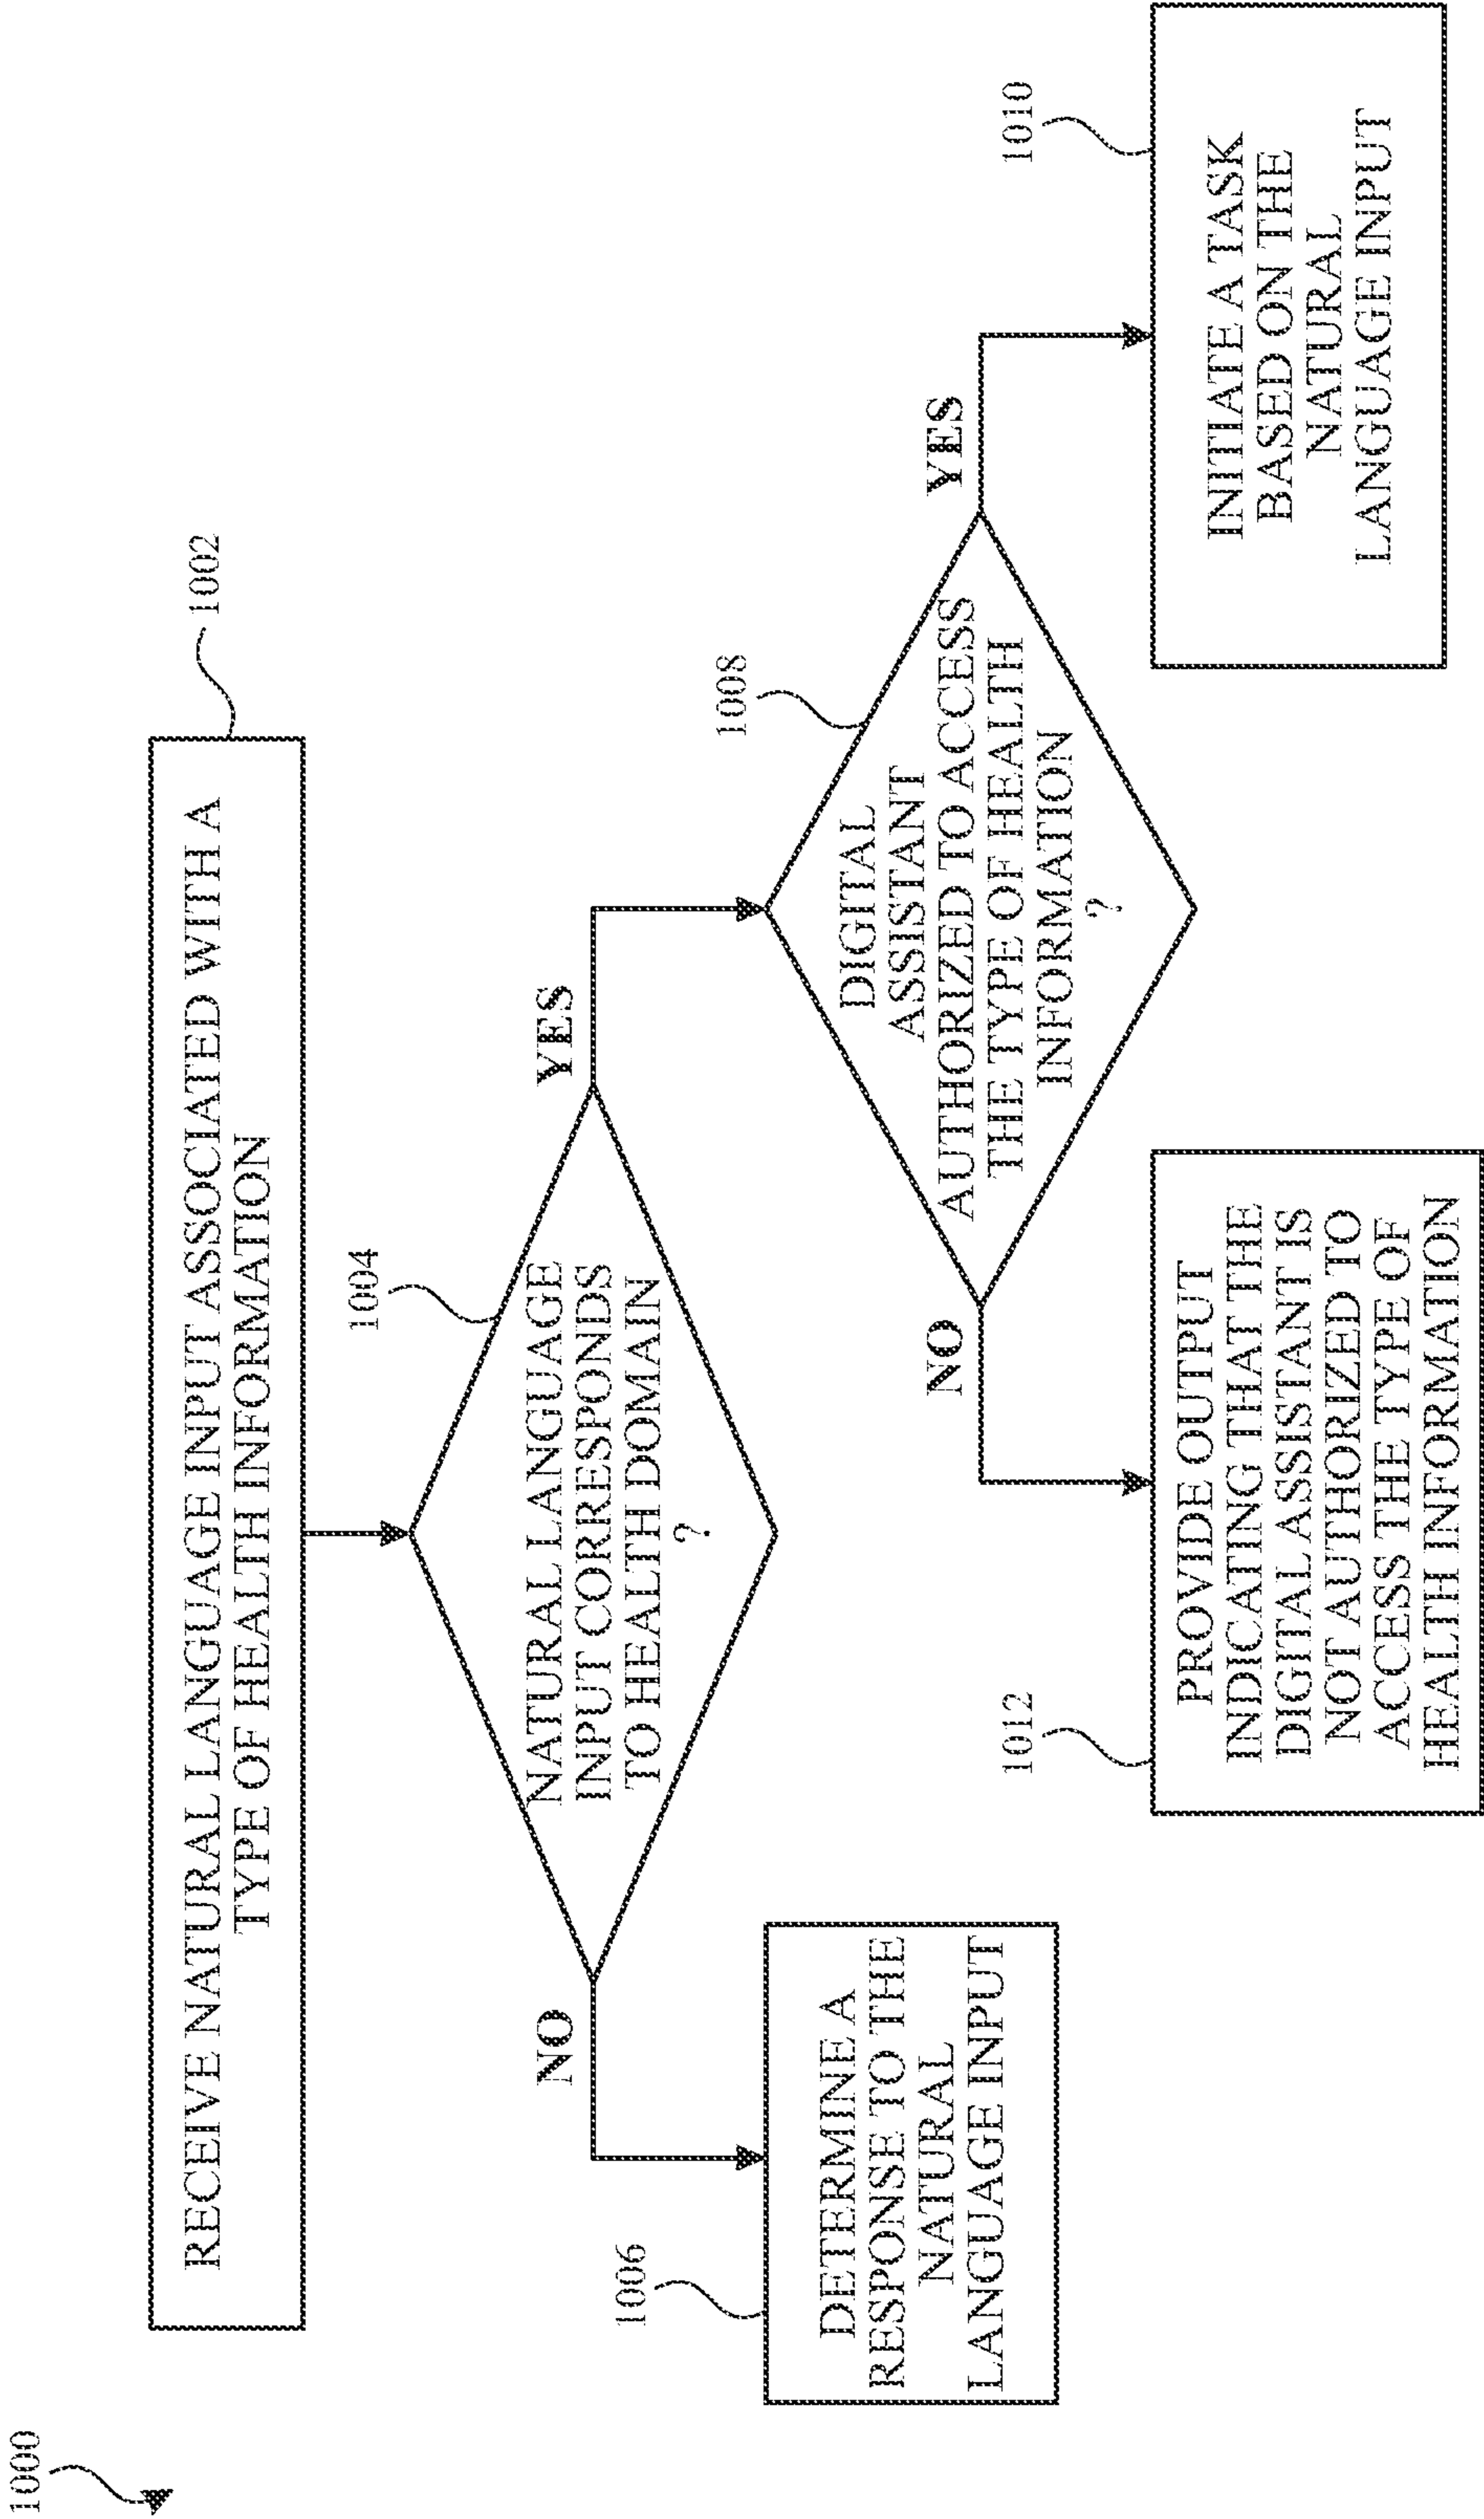 1000
1002
RECEIVE NATURAL LANGUAGE INPUT ASSOCIATED WITH A
TYPE OF HEALTH INFORMATION
1004
NATURAL LANGUAGE
INPUT CORRESPONDS
TO HEALTH DOMAIN
?
NO
YES
1006
DETERMINE A
RESPONSE TO THE
NATURAL
LANGUAGE INPUT
1008
DIGITAL
ASSISTANT
AUTHORIZED TO ACCESS
THE TYPE OF HEALTH
INFORMATION
?
NO
YES
1012
PROVIDE OUTPUT
INDICATING THAT THE
DIGITAL ASSISTANT IS
NOT AUTHORIZED TO
ACCESS THE TYPE OF
HEALTH INFORMATION
1010
INITIATE A TASK
BASED ON THE
NATURAL
LANGUAGE INPUT